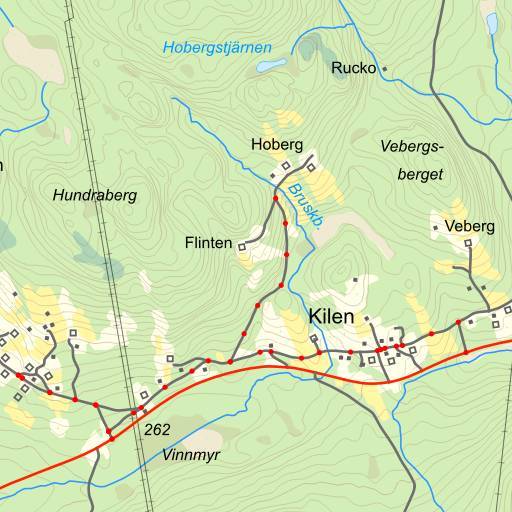 Hobergstjärnen
Rucko
Hoberg
Vebergs-
berget
n
Hundraberg
Bruskb.
Veberg
Flinten
Kilen
262
Vinnmyr